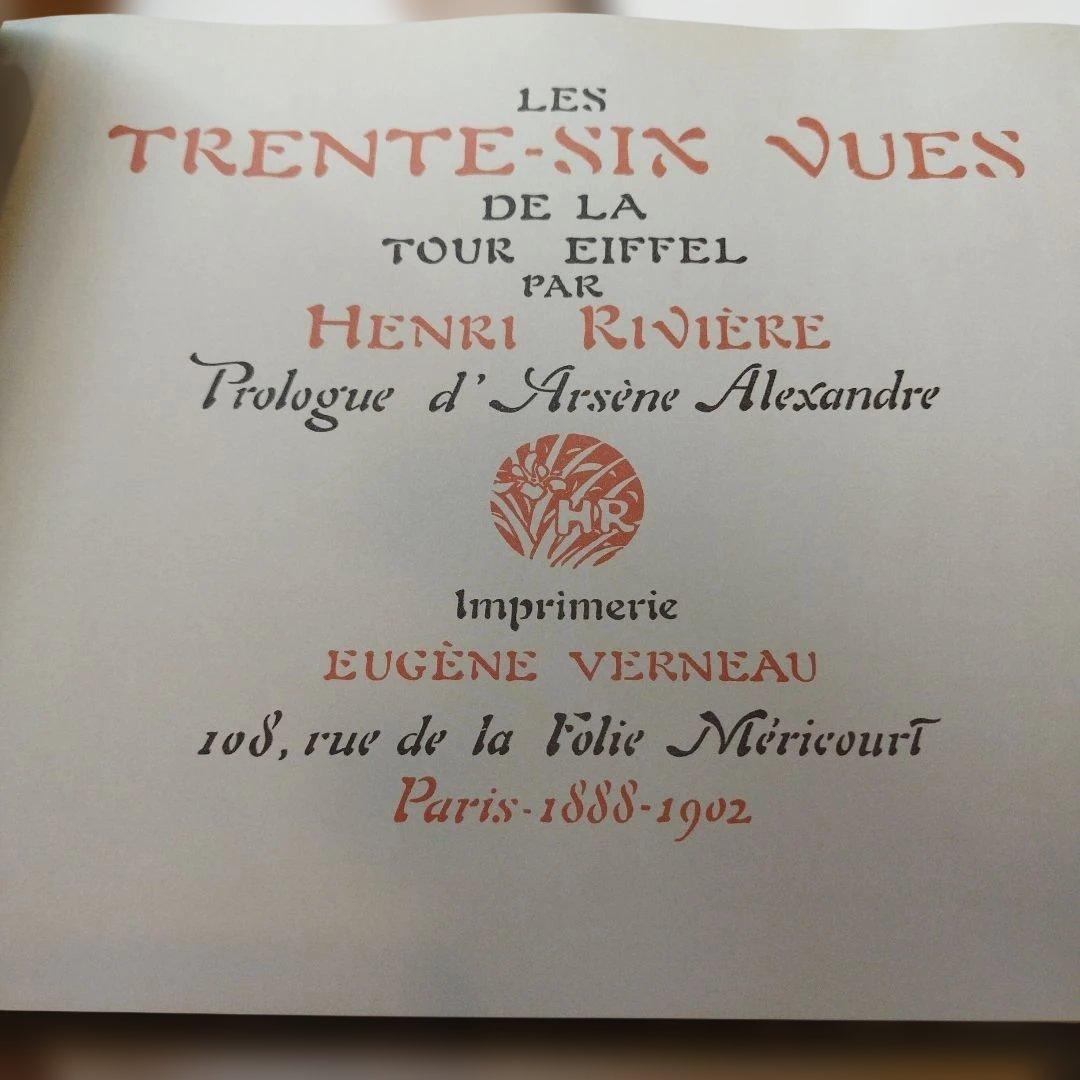 LES
TRENTE-SIX VUES
DE LA
TOUR EIFFEL
PAR
HENRI RIVIÈRE
Prologue d'Arsène Alexandre
HR
Imprimerie
EUGÈNE VERNEAU
108, rue de la Folie Méricourt
Paris-1888-1902